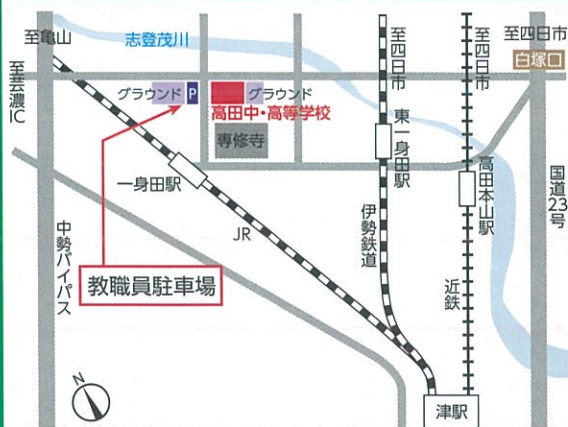 至亀山
志登茂川
至四日市
至四日市
至四日市
白塚口
至芸濃IC
グラウンド
P
グラウンド
高田中・高等学校
専修寺
東一身田駅
高田本山駅
国道23号
一身田駅
中勢バイパス
JR
伊勢鉄道
近鉄
教職員駐車場
N
津駅